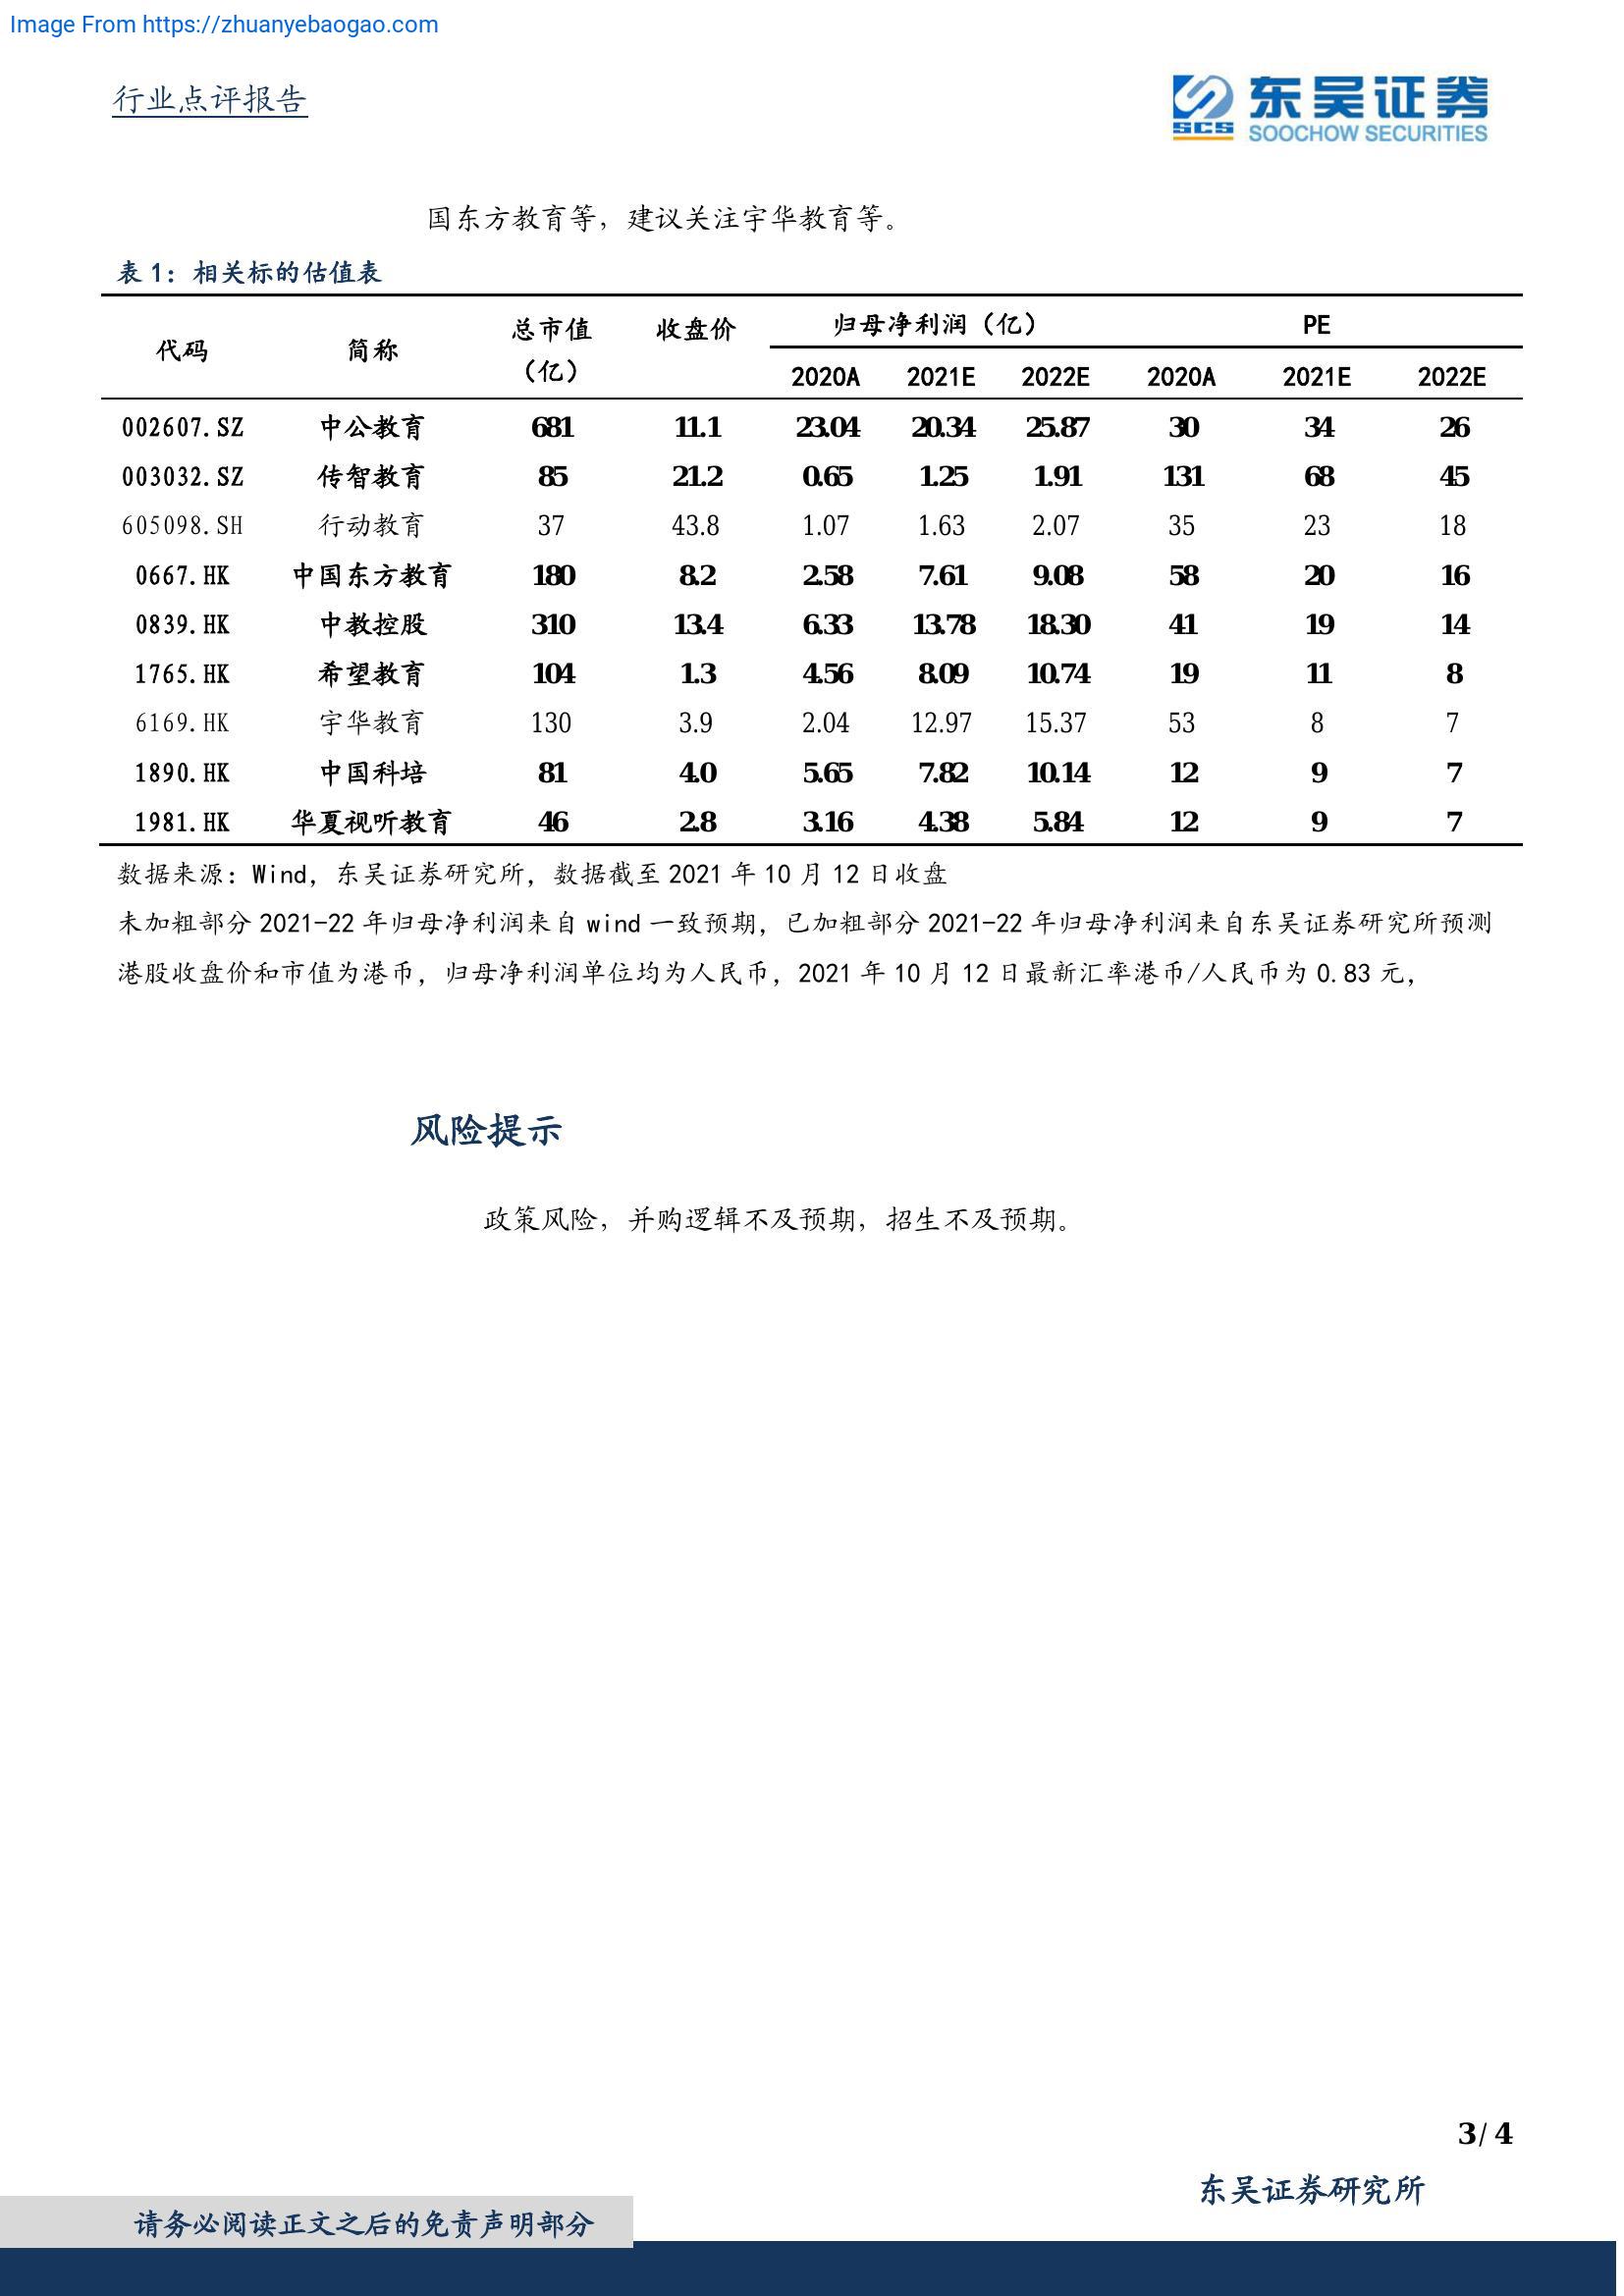 Image From https://zhuanyebaogao.com
行业点评报告
SCS 东吴证券
SOOCHOW SECURITIES
国东方教育等，建议关注宇华教育等。
表 1：相关标的估值表
代码 简称 总市值（亿） 收盘价 归母净利润（亿） PE
2020A 2021E 2022E 2020A 2021E 2022E
002607.SZ 中公教育 681 11.1 23.04 20.34 25.87 30 34 26
003032.SZ 传智教育 85 21.2 0.65 1.25 1.91 131 68 45
605098.SH 行动教育 37 43.8 1.07 1.63 2.07 35 23 18
0667.HK 中国东方教育 180 8.2 2.58 7.61 9.08 58 20 16
0839.HK 中教控股 310 13.4 6.33 13.78 18.30 41 19 14
1765.HK 希望教育 104 1.3 4.56 8.09 10.74 19 11 8
6169.HK 宇华教育 130 3.9 2.04 12.97 15.37 53 8 7
1890.HK 中国科培 81 4.0 5.65 7.82 10.14 12 9 7
1981.HK 华夏视听教育 46 2.8 3.16 4.38 5.84 12 9 7
数据来源：Wind，东吴证券研究所，数据截至 2021 年 10 月 12 日收盘
未加粗部分 2021-22 年归母净利润来自 wind 一致预期，已加粗部分 2021-22 年归母净利润来自东吴证券研究所预测
港股收盘价和市值为港币，归母净利润单位均为人民币，2021 年 10 月 12 日最新汇率港币/人民币为 0.83 元，
风险提示
政策风险，并购逻辑不及预期，招生不及预期。
3 / 4
东吴证券研究所
请务必阅读正文之后的免责声明部分